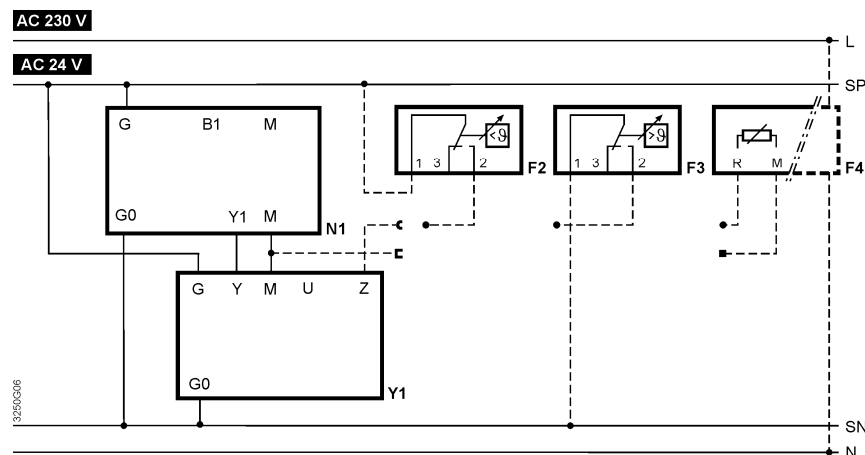 AC 230 V
L
AC 24 V
SP
G B1 M
1 3 2
<ϑ
F2
1 3 2
>ϑ
F3
R M
F4
G0 Y1 M
N1
G Y M U Z
G0
Y1
3250G06
SN
N